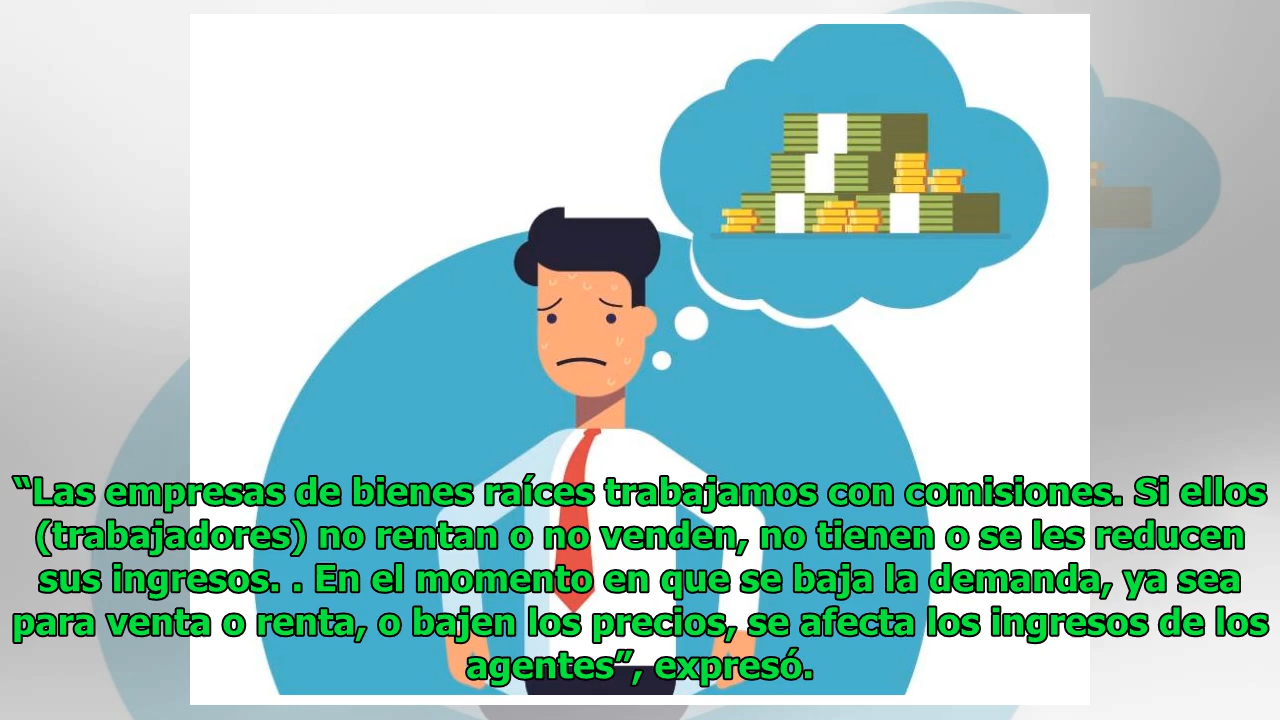 “Las empresas de bienes raíces trabajamos con comisiones. Si ellos
(trabajadores) no rentan o no venden, no tienen o se les reducen
sus ingresos. . En el momento en que se baja la demanda, ya sea
para venta o renta, o bajen los precios, se afecta los ingresos de los
agentes”, expresó.